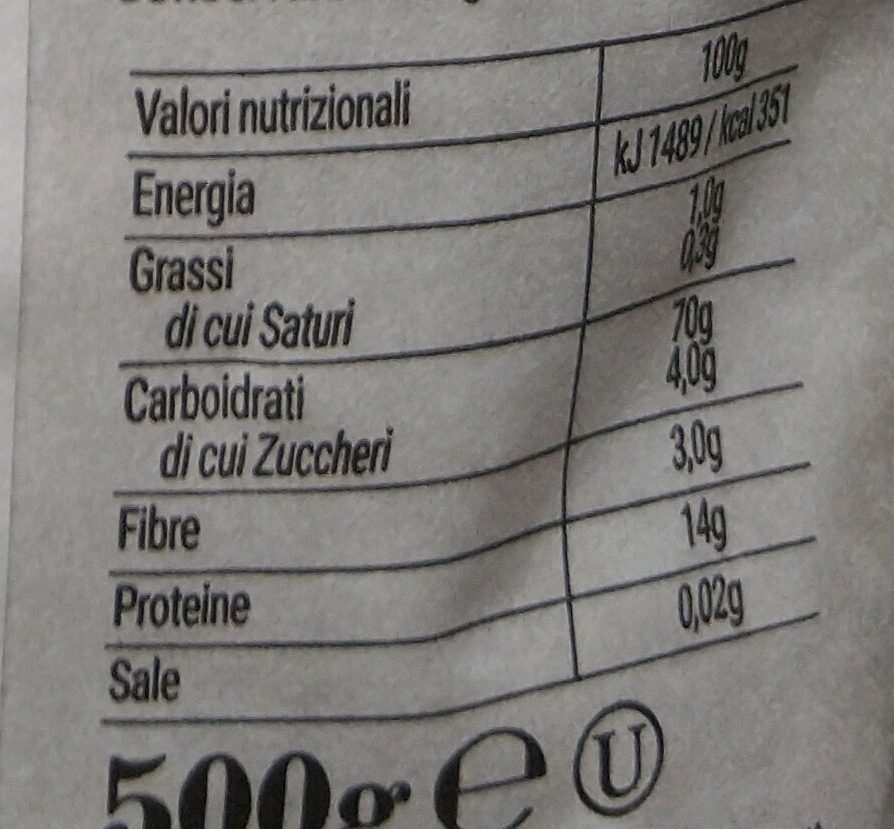 Valori nutrizionali 100g
Energia kJ 1489 / kcal 351
Grassi 1,0g
di cui Saturi 0,3g
Carboidrati 70g
di cui Zuccheri 4,0g
Fibre 3,0g
Proteine 14g
Sale 0,02g
500g e U